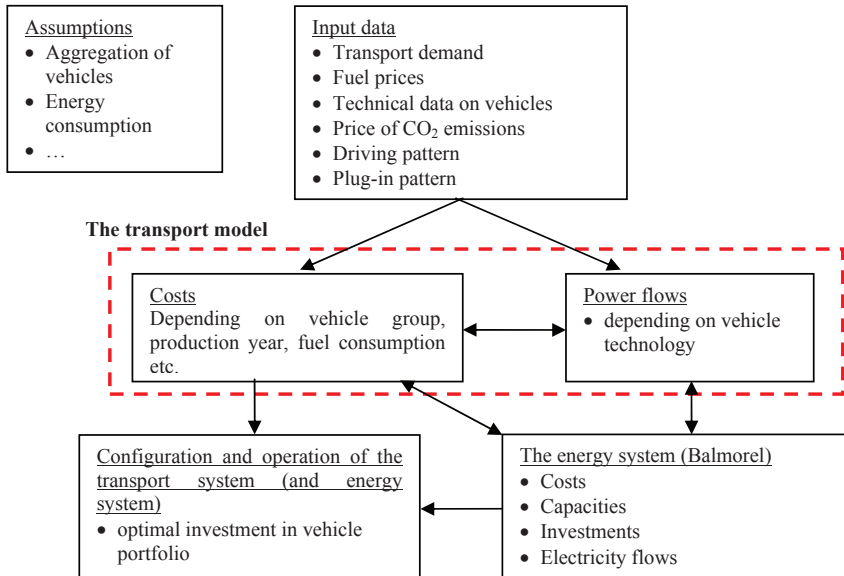 Assumptions
• Aggregation of
vehicles
• Energy
consumption
• …
Input data
• Transport demand
• Fuel prices
• Technical data on vehicles
• Price of CO₂ emissions
• Driving pattern
• Plug-in pattern
The transport model
Costs
Depending on vehicle group,
production year, fuel consumption
etc.
Power flows
• depending on vehicle
technology
Configuration and operation of the
transport system (and energy
system)
• optimal investment in vehicle
portfolio
The energy system (Balmorel)
• Costs
• Capacities
• Investments
• Electricity flows